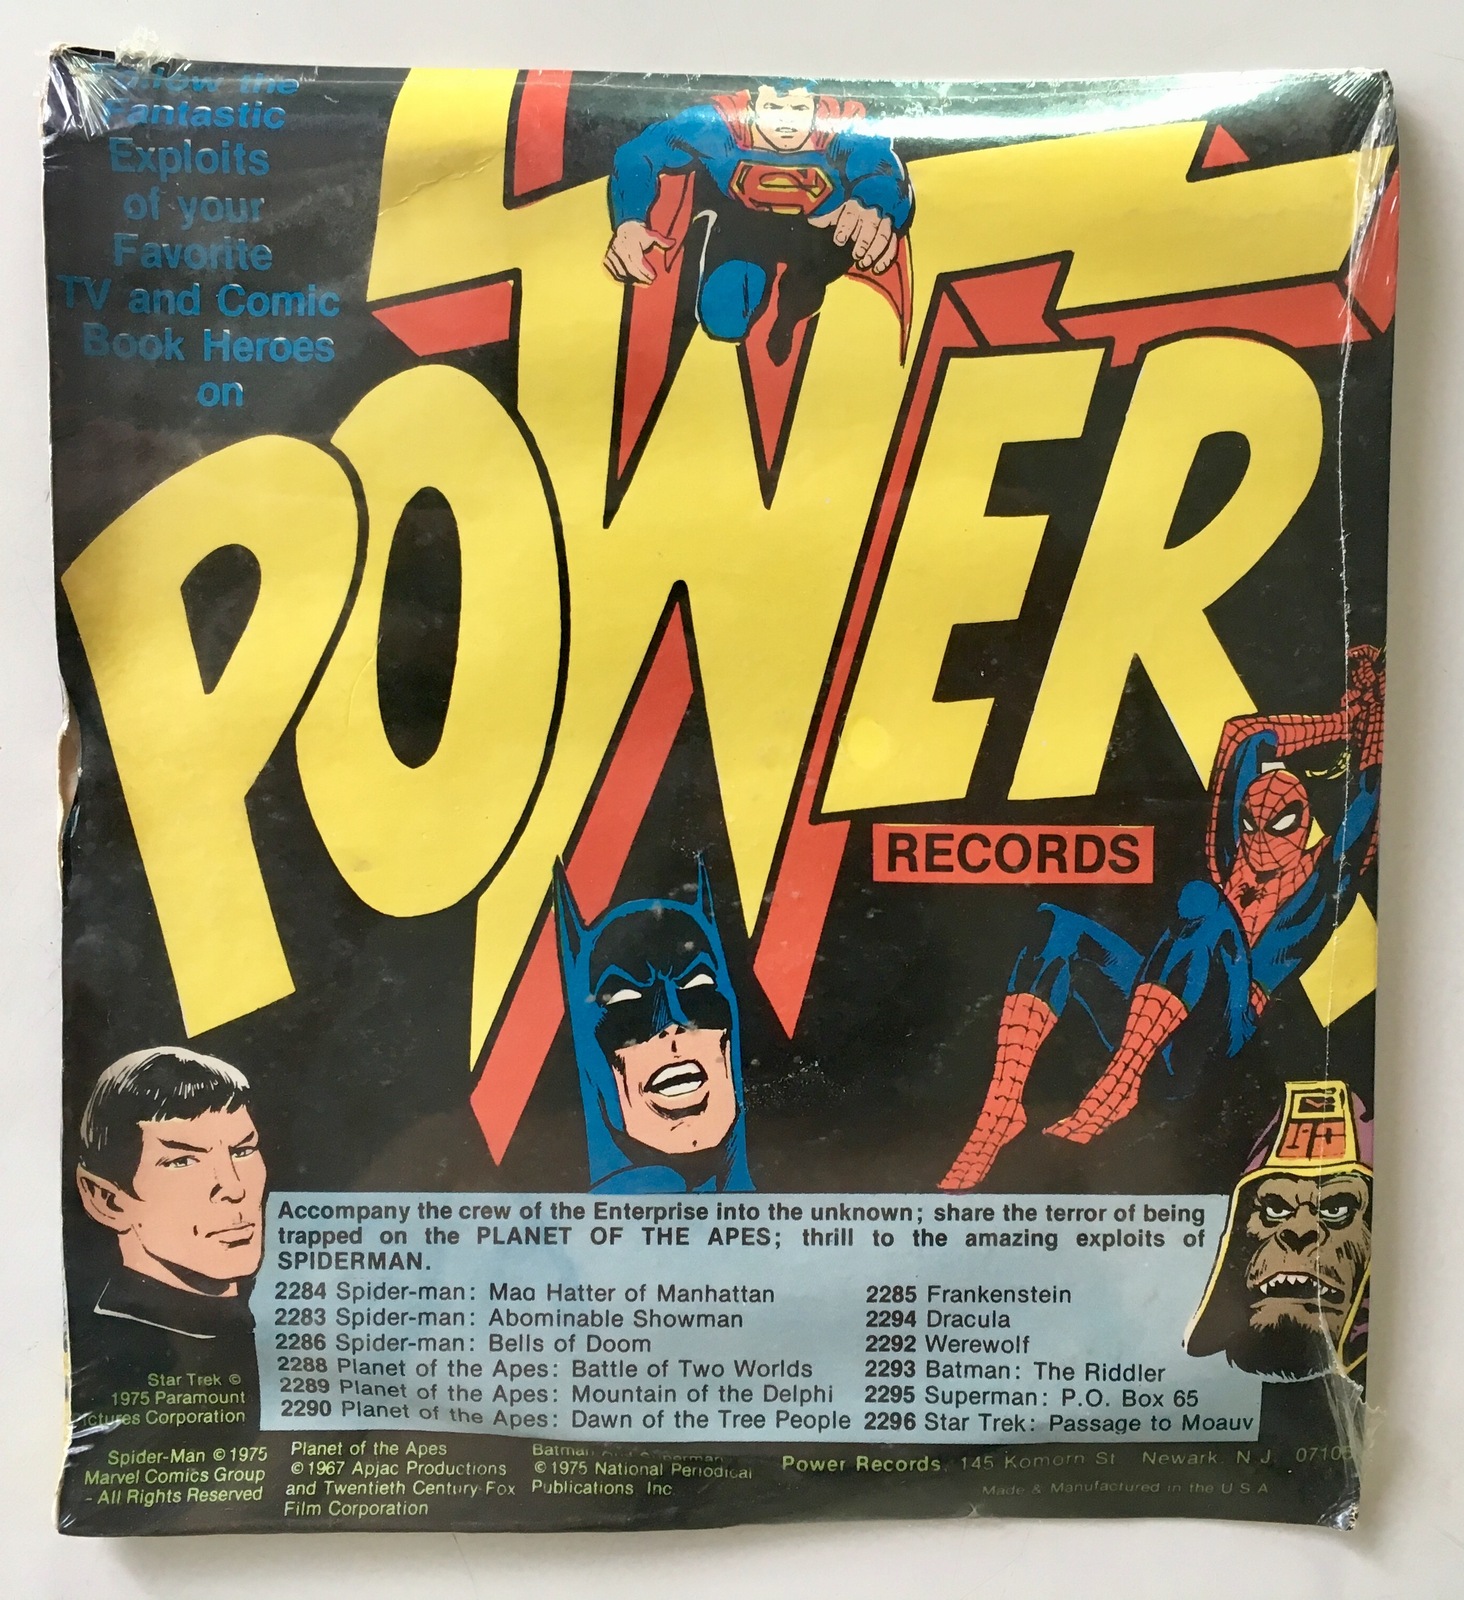 Follow the
Fantastic
Exploits
of your
Favorite
TV and Comic
Book Heroes
on
POWER
RECORDS
Accompany the crew of the Enterprise into the unknown; share the terror of being
trapped on the PLANET OF THE APES; thrill to the amazing exploits of
SPIDERMAN.
2284 Spider-man: Mad Hatter of Manhattan
2283 Spider-man: Abominable Showman
2286 Spider-man: Bells of Doom
2288 Planet of the Apes: Battle of Two Worlds
2289 Planet of the Apes: Mountain of the Delphi
2290 Planet of the Apes: Dawn of the Tree People
2285 Frankenstein
2294 Dracula
2292 Werewolf
2293 Batman: The Riddler
2295 Superman: P.O. Box 65
2296 Star Trek: Passage to Moauv
Star Trek ©
1975 Paramount
Pictures Corporation
Spider-Man © 1975
Marvel Comics Group
- All Rights Reserved
Planet of the Apes
© 1967 Apjac Productions
and Twentieth Century-Fox
Film Corporation
Batman and Superman
© 1975 National Periodical
Publications Inc.
Power Records, 145 Komorn St Newark, N.J. 07105
Made & Manufactured in the U S A